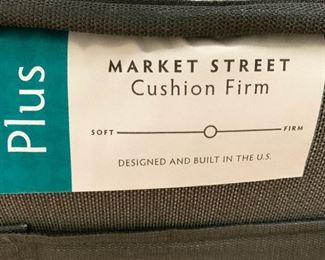 Plus
MARKET STREET
Cushion Firm
SOFT FIRM
DESIGNED AND BUILT IN THE U.S.